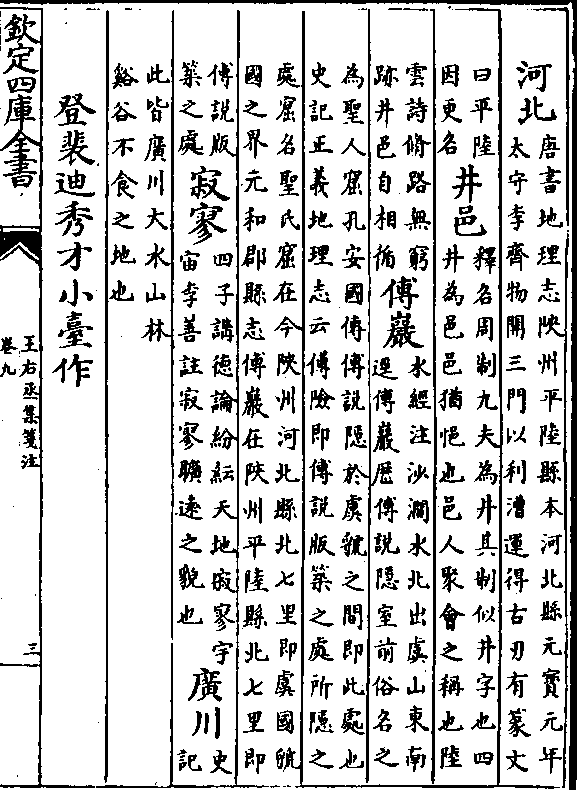 河北
唐書地理志陜州平陸縣本河北縣元寳元年
太守李齊物開三門以利漕運得古刃有篆文
曰平陸
因更名
井邑
釋名周制九夫為井其制似井字也四
井為邑邑猶悒也邑人聚會之稱也陸
雲詩脩路無窮
跡井邑自相循
傅巖
水經注沙澗水北出虞山東南
逕傅巖歴傅說隱室前俗名之
為聖人窟孔安國傳傅說隱於虞虢之間即此處也
史記正義地理志云傅險即傅說版築之處所隱之
處窟名聖氏窟在今陜州河北縣北七里即虞國虢
國之界元和郡縣志傅巖在陜州平陸縣北七里即
傅說版
築之處
寂寥
四子講德論紛紜天地寂寥宇
宙李善註寂寥曠逺之貌也
廣川
史
記
此皆廣川大水山林
谿谷不食之地也
登裴迪秀才小臺作
欽定四庫全書
王右丞集箋注
卷九
三